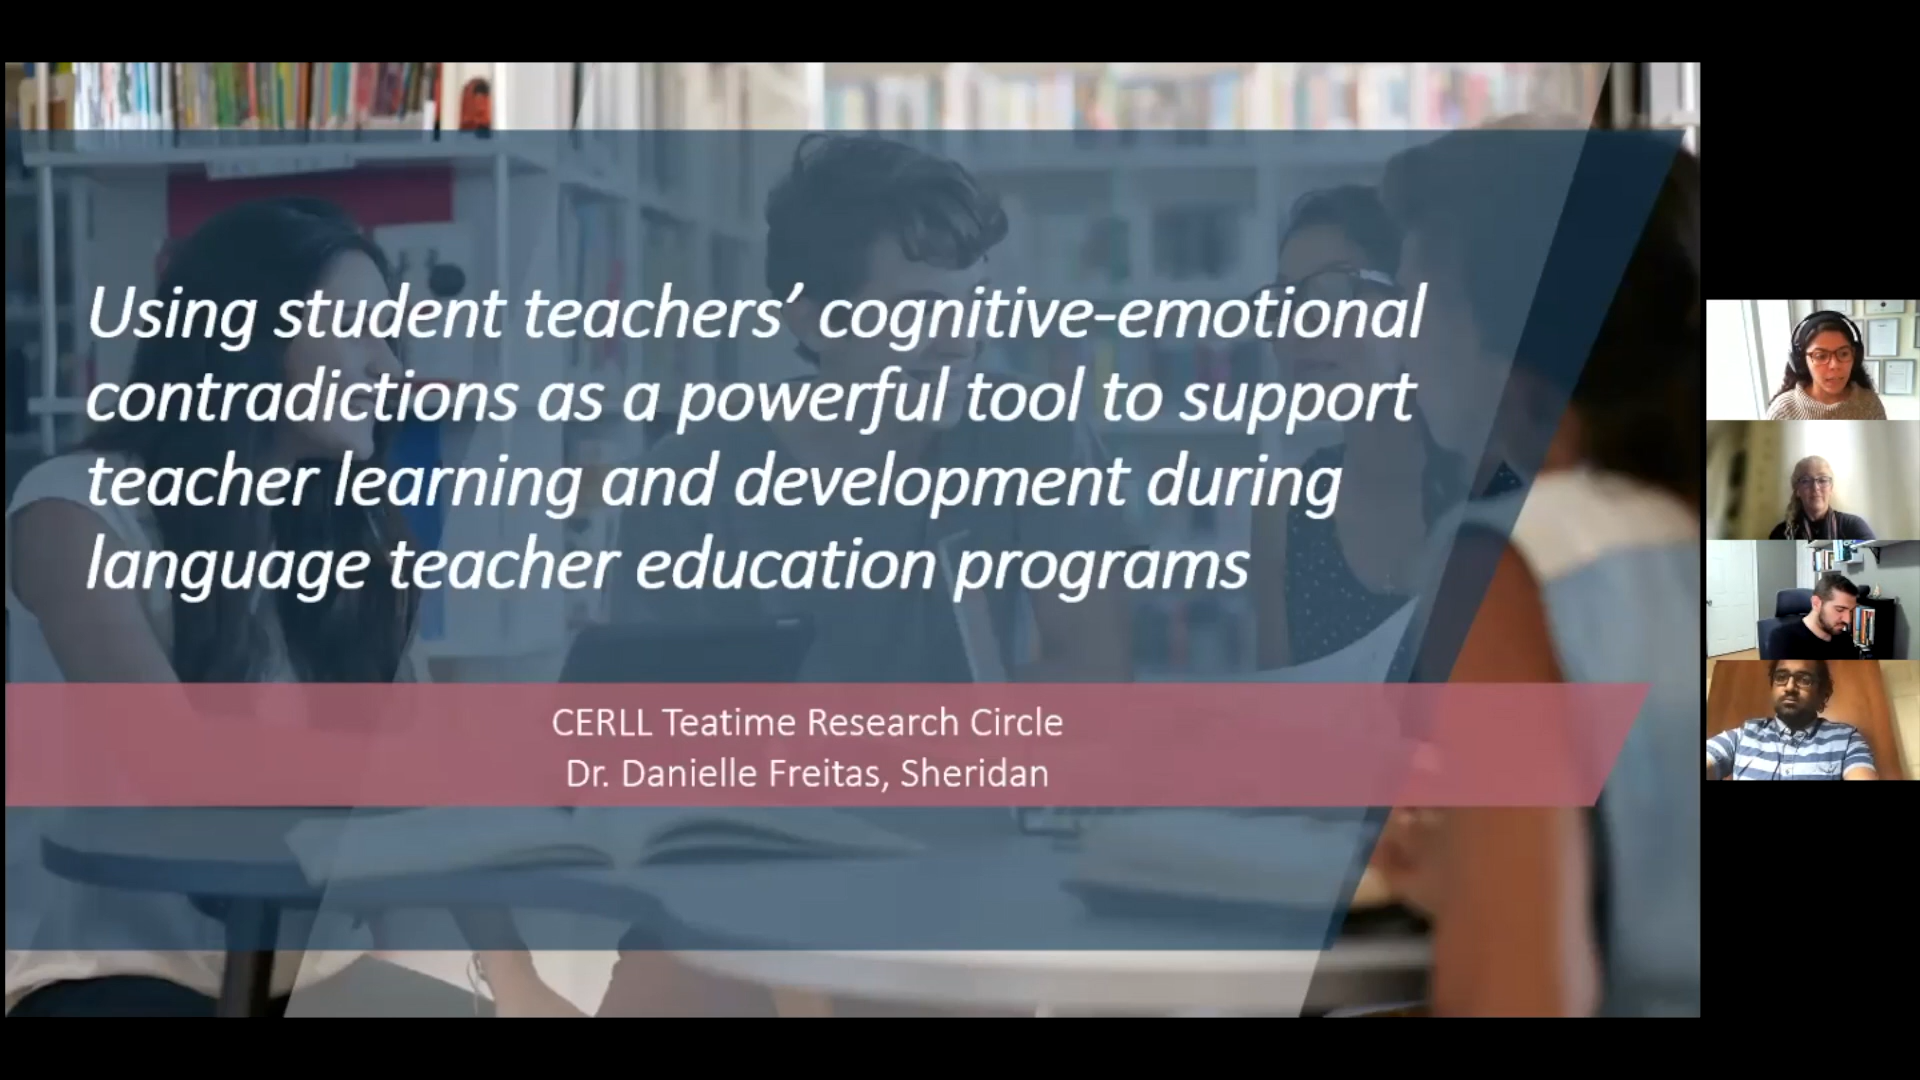 Using student teachers’ cognitive-emotional
contradictions as a powerful tool to support
teacher learning and development during
language teacher education programs
CERLL Teatime Research Circle
Dr. Danielle Freitas, Sheridan